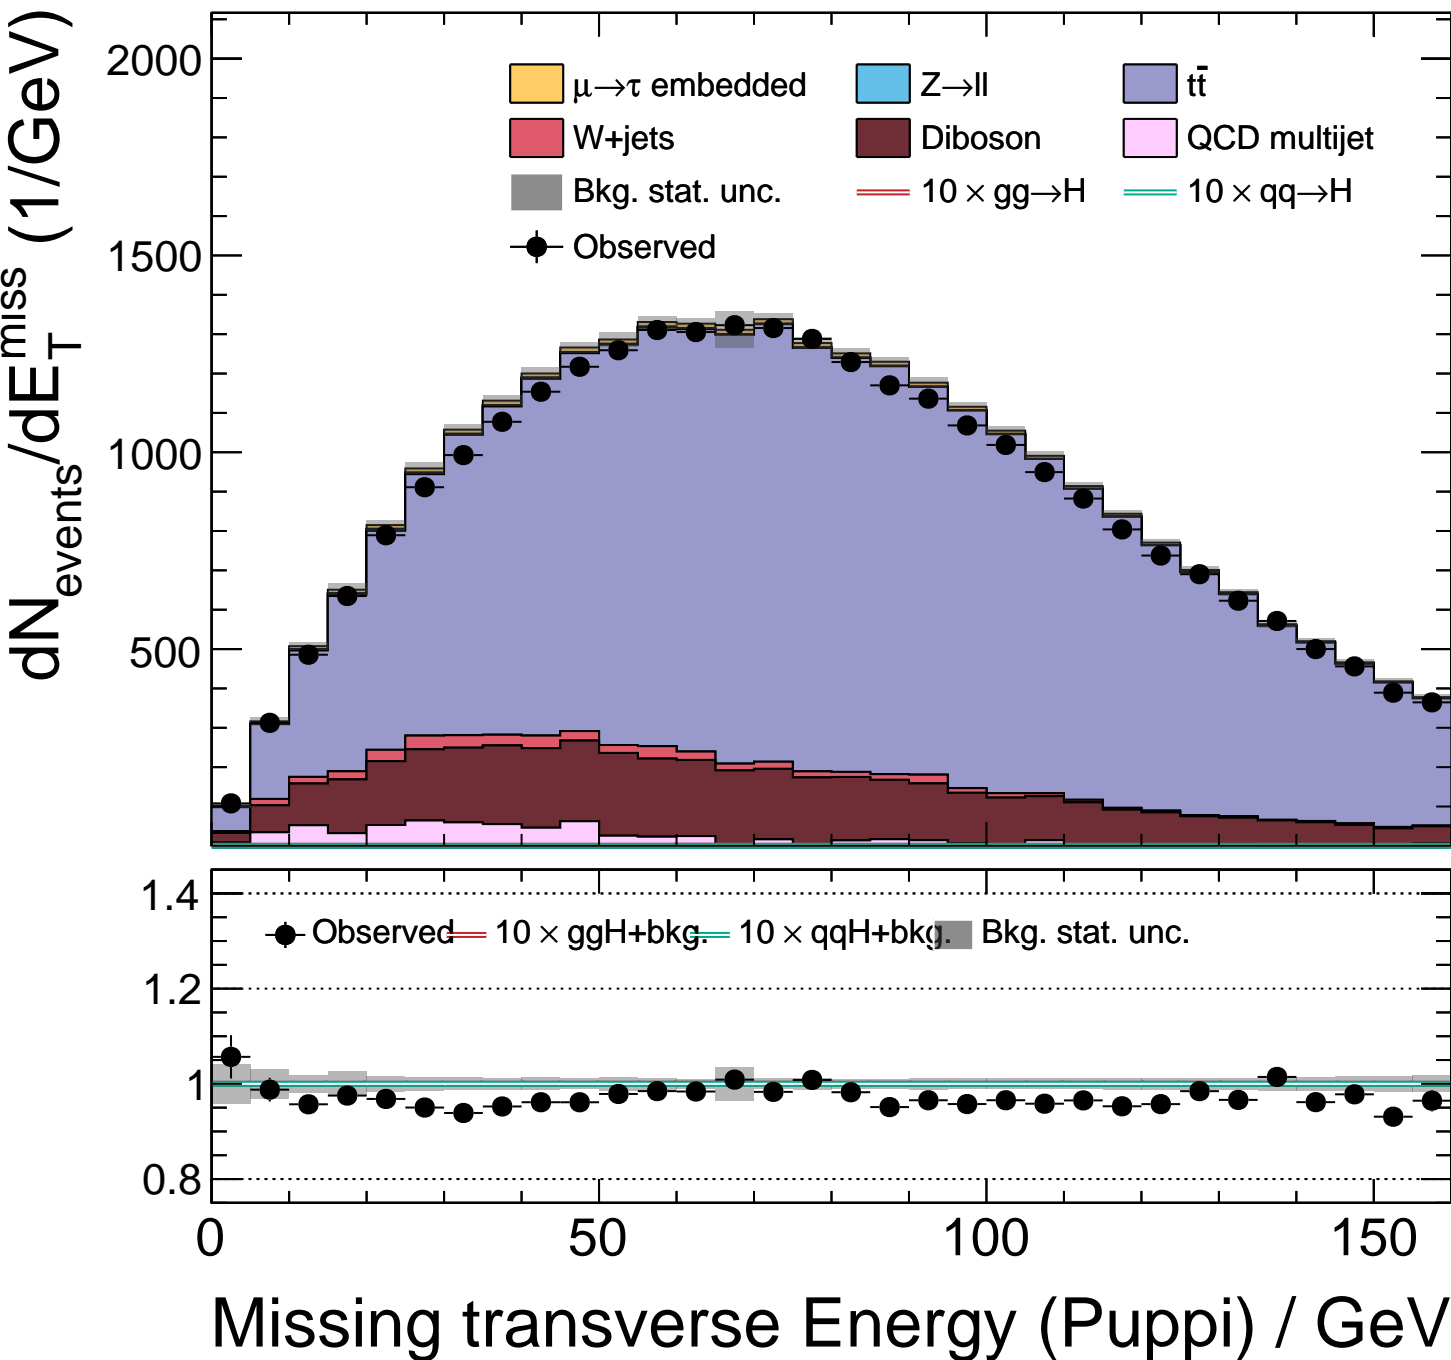 dN_events/dE_T^miss (1/GeV)
2000
1500
1000
500
μ→τ embedded Z→ll tt̄
W+jets Diboson QCD multijet
Bkg. stat. unc. 10 × gg→H 10 × qq→H
Observed
1.4
1.2
1
0.8
Observed 10 × ggH+bkg. 10 × qqH+bkg. Bkg. stat. unc.
0 50 100 150
Missing transverse Energy (Puppi) / GeV